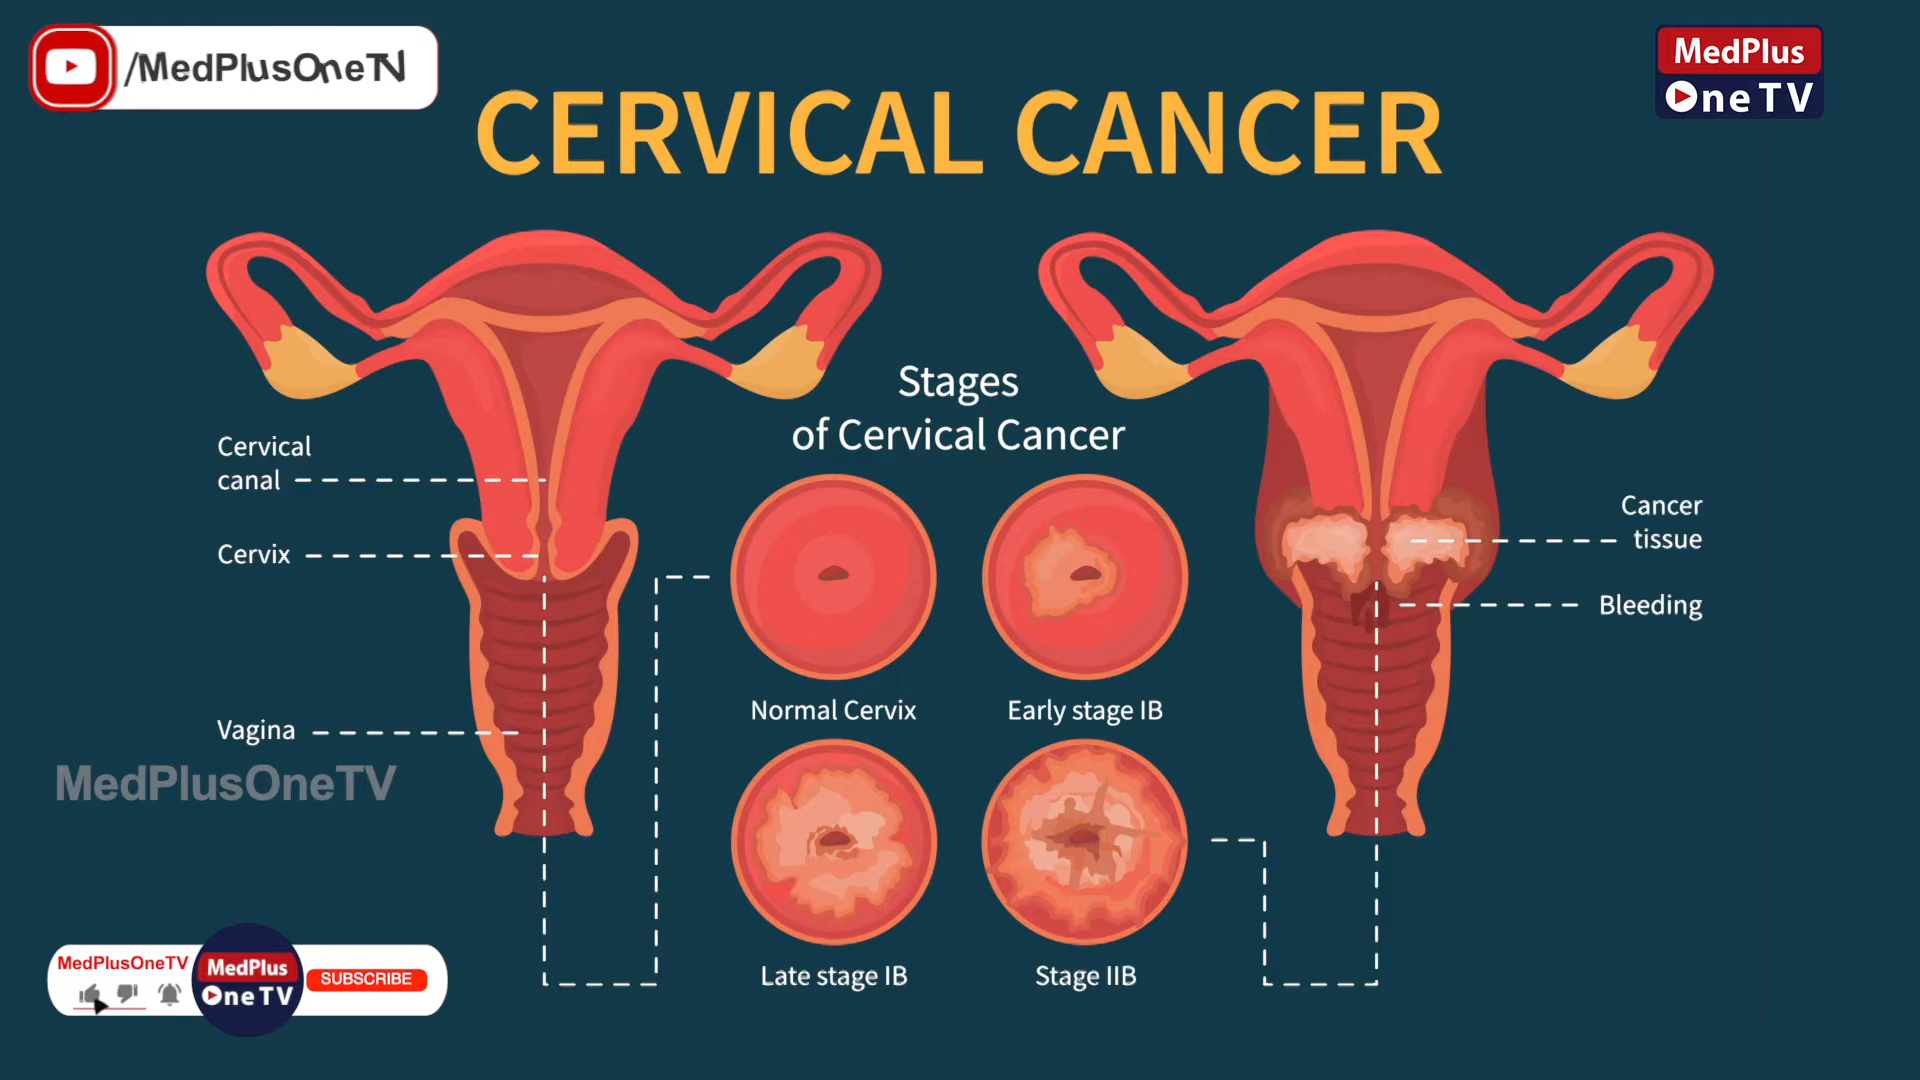 /MedPlusOneTV
MedPlus
OneTV
CERVICAL CANCER
Stages
of Cervical Cancer
Cervical
canal
Cervix
Vagina
Cancer
tissue
Bleeding
Normal Cervix
Early stage IB
Late stage IB
Stage IIB
MedPlusOneTV
MedPlusOneTV
MedPlus
OneTV
SUBSCRIBE